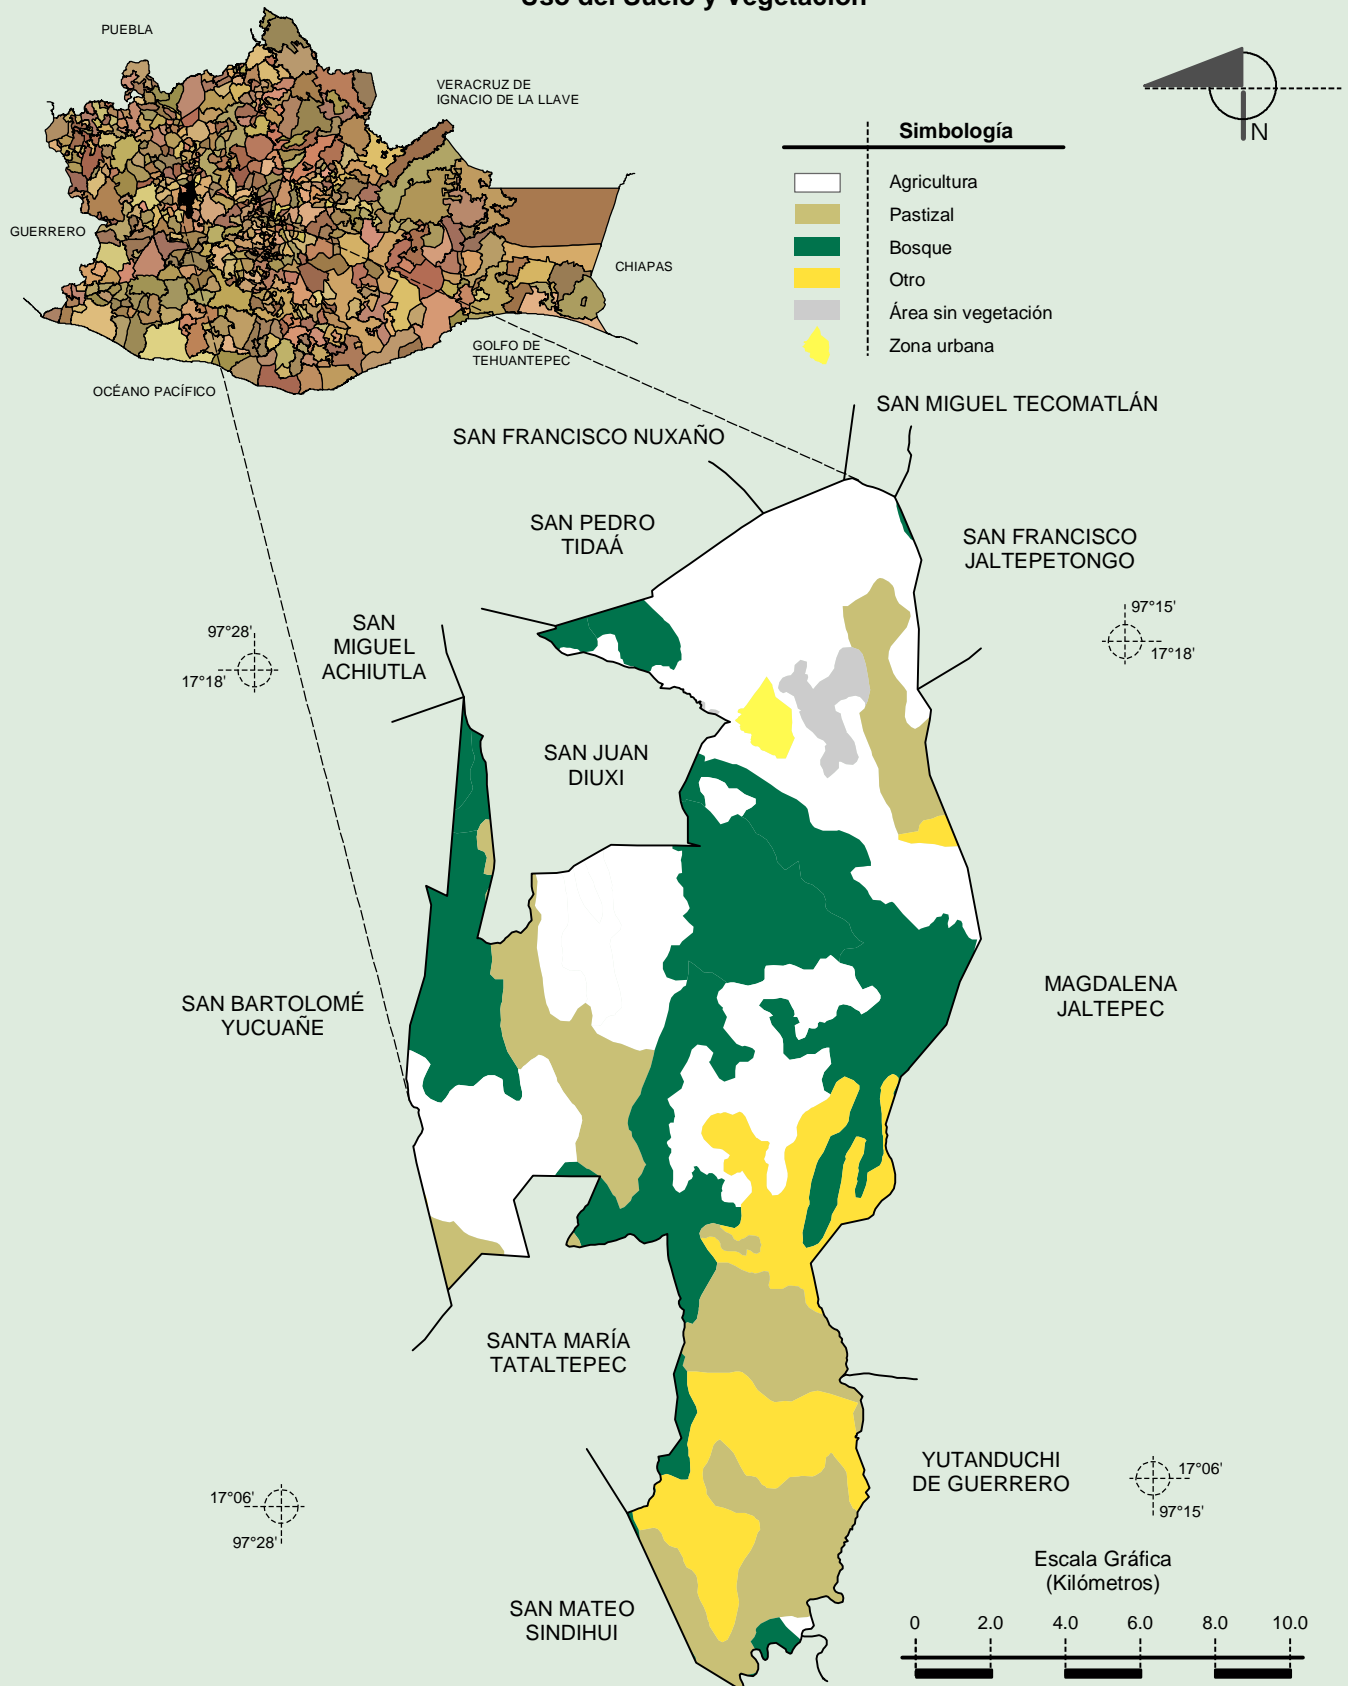 Uso del Suelo y Vegetación
PUEBLA
VERACRUZ DE
IGNACIO DE LA LLAVE
GUERRERO
CHIAPAS
GOLFO DE
TEHUANTEPEC
OCÉANO PACÍFICO
N
Simbología
Agricultura
Pastizal
Bosque
Otro
Área sin vegetación
Zona urbana
SAN MIGUEL TECOMATLÁN
SAN FRANCISCO NUXAÑO
SAN PEDRO
TIDAÁ
SAN FRANCISCO
JALTEPETONGO
97°28'
17°18'
SAN
MIGUEL
ACHIUTLA
97°15'
17°18'
SAN JUAN
DIUXI
SAN BARTOLOMÉ
YUCUAÑE
MAGDALENA
JALTEPEC
SANTA MARÍA
TATALTEPEC
YUTANDUCHI
DE GUERRERO
17°06'
97°28'
17°06'
97°15'
SAN MATEO
SINDIHUI
Escala Gráfica
(Kilómetros)
0 2.0 4.0 6.0 8.0 10.0